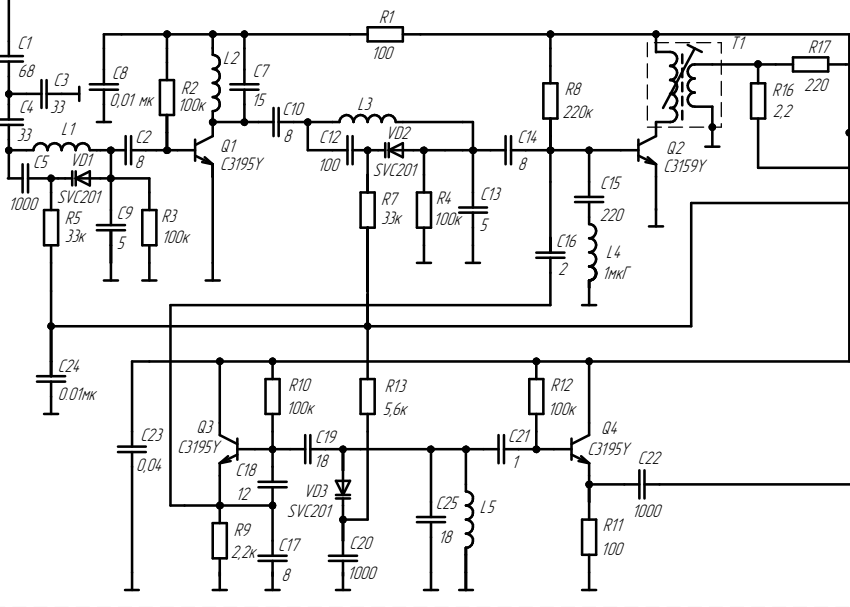 R1
100
C1
68
C3
33
C4
33
C8
0,01 мк
R2
100к
L2
C7
15
C10
8
L3
R8
220к
T1
R17
220
R16
2,2
L1
C2
8
Q1
C3195Y
C12
100
VD2
SVC201
C14
8
Q2
C3159Y
C5
1000
VD1
SVC201
R5
33к
C9
5
R3
100к
R7
33к
R4
100к
C13
5
C15
220
C16
2
L4
1мкГ
C24
0.01мк
C23
0,04
Q3
C3195Y
R10
100к
R13
5,6к
R12
100к
Q4
C3195Y
C19
18
C21
1
C18
12
VD3
SVC201
C22
1000
C25
18
L5
R9
2,2к
C17
8
C20
1000
R11
100